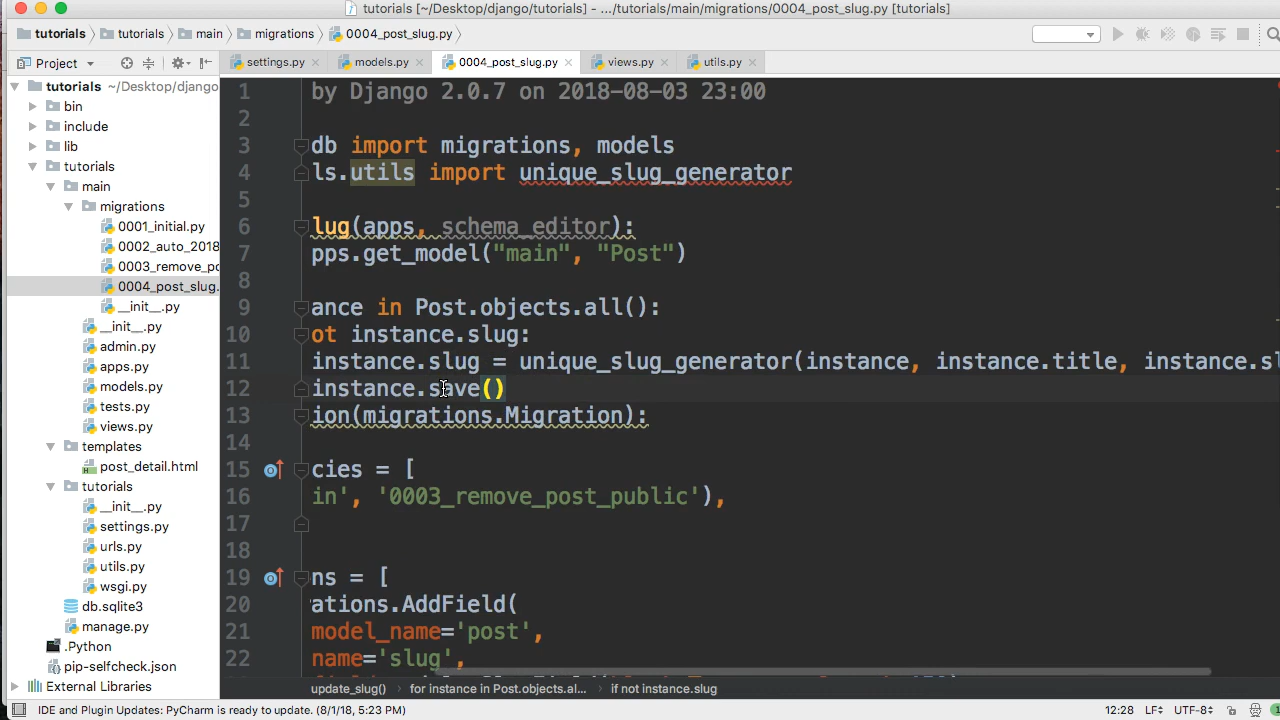 tutorials [~/Desktop/django/tutorials] - .../tutorials/main/migrations/0004_post_slug.py [tutorials]
tutorials tutorials main migrations 0004_post_slug.py
Project settings.py models.py 0004_post_slug.py views.py utils.py
tutorials ~/Desktop/django
bin
include
lib
tutorials
main
migrations
0001_initial.py
0002_auto_2018
0003_remove_po
0004_post_slug.
__init__.py
__init__.py
admin.py
apps.py
models.py
tests.py
views.py
templates
post_detail.html
tutorials
__init__.py
settings.py
urls.py
utils.py
wsgi.py
db.sqlite3
manage.py
.Python
pip-selfcheck.json
External Libraries
1 by Django 2.0.7 on 2018-08-03 23:00
2
3 db import migrations, models
4 ls.utils import unique_slug_generator
5
6 lug(apps, schema_editor):
7 pps.get_model("main", "Post")
8
9 ance in Post.objects.all():
10 ot instance.slug:
11 instance.slug = unique_slug_generator(instance, instance.title, instance.sl
12 instance.save()
13 ion(migrations.Migration):
14
15 cies = [
16 in', '0003_remove_post_public'),
17
18
19 ns = [
20 ations.AddField(
21 model_name='post',
22 name='slug',
update_slug() for instance in Post.objects.al... if not instance.slug
IDE and Plugin Updates: PyCharm is ready to update. (8/1/18, 5:23 PM) 12:28 LF UTF-8 1